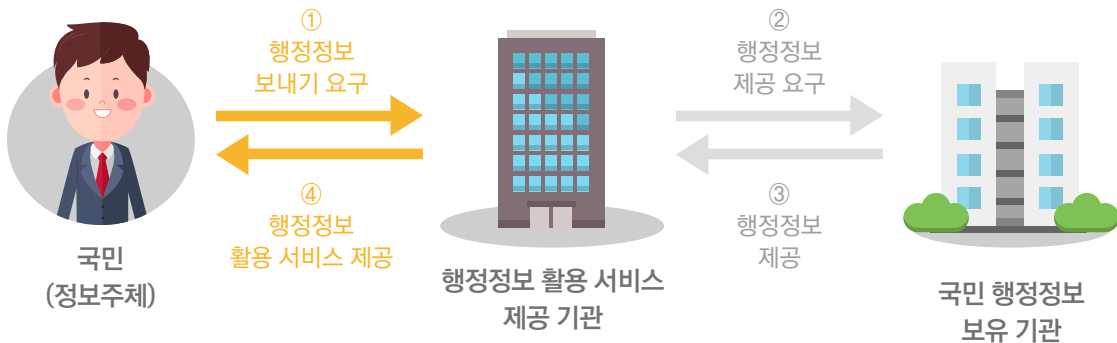 ①
행정정보
보내기 요구
②
행정정보
제공 요구
④
행정정보
활용 서비스 제공
③
행정정보
제공
국민
(정보주체)
행정정보 활용 서비스
제공 기관
국민 행정정보
보유 기관